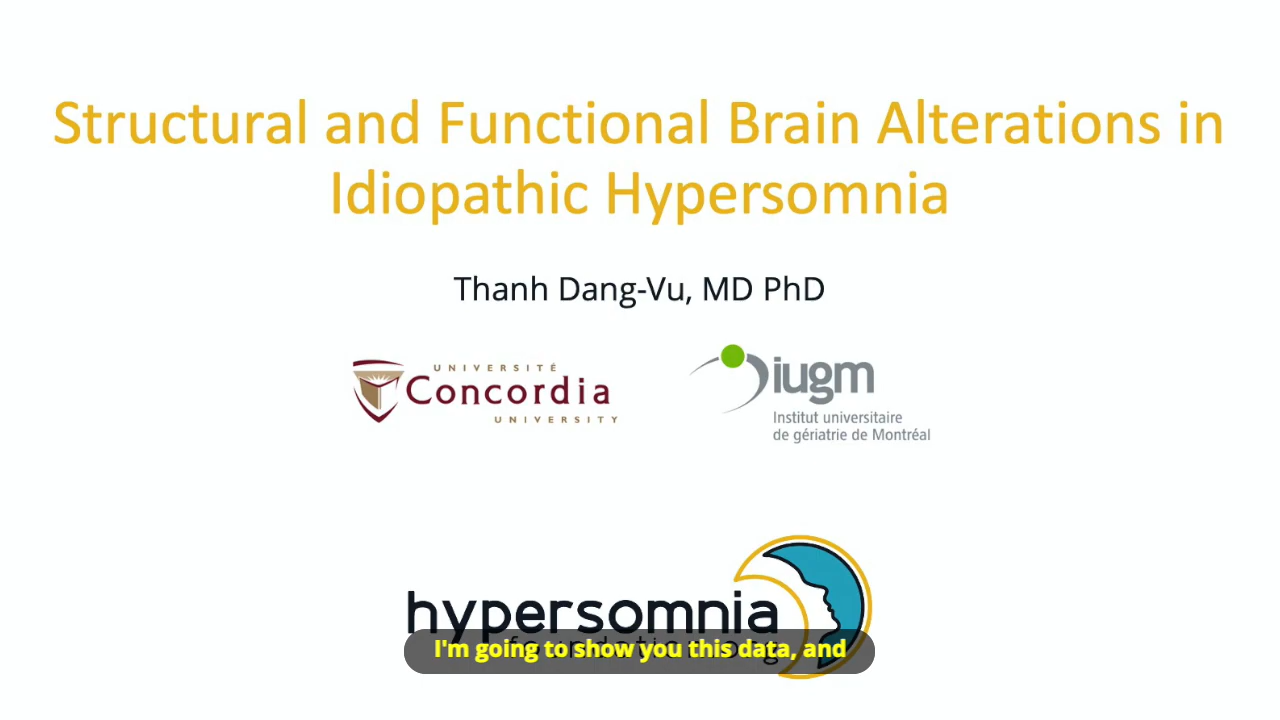 Structural and Functional Brain Alterations in
Idiopathic Hypersomnia
Thanh Dang-Vu, MD PhD
UNIVERSITÉ
Concordia
UNIVERSITY
iugm
Institut universitaire
de gériatrie de Montréal
hypersomnia
I'm going to show you this data, and